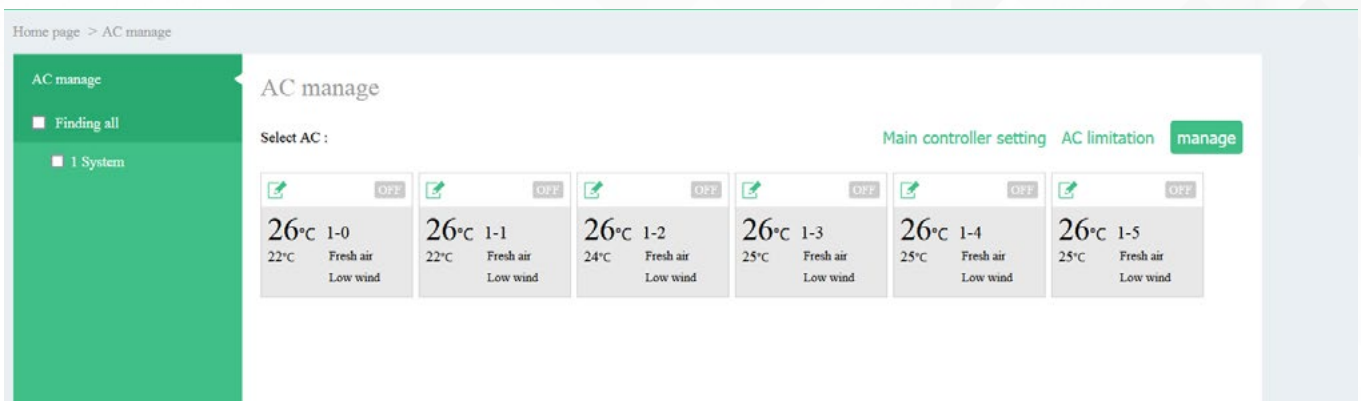 Home page > AC manage
AC manage
Finding all
1 System
AC manage
Select AC :
Main controller setting AC limitation manage
OFF OFF OFF OFF OFF OFF
26°C 1-0 26°C 1-1 26°C 1-2 26°C 1-3 26°C 1-4 26°C 1-5
22°C Fresh air 22°C Fresh air 24°C Fresh air 25°C Fresh air 25°C Fresh air 25°C Fresh air
Low wind Low wind Low wind Low wind Low wind Low wind